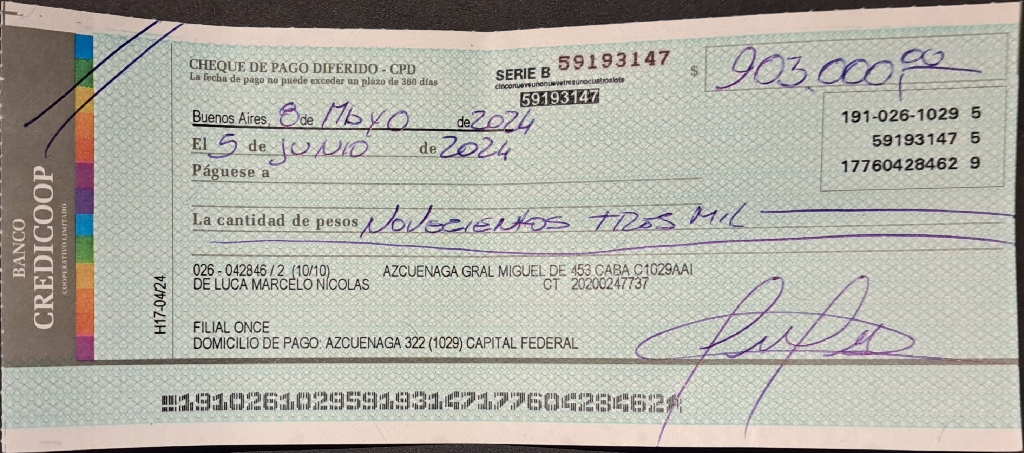 BANCO
CREDICOOP
COOPERATIVO LIMITADO
H17-04/24
CHEQUE DE PAGO DIFERIDO - CPD
La fecha de pago no puede exceder un plazo de 360 días
SERIE B 59193147
cinconueveunonuevetresunocuatrosiete
59193147
$ 903.000,00
191-026-1029 5
59193147 5
17760428462 9
Buenos Aires, 8 de MAYO de 2024
El 5 de JUNIO de 2024
Páguese a
La cantidad de pesos NOVECIENTOS TRES MIL
026 - 042846 / 2 (10/10) AZCUENAGA GRAL MIGUEL DE 453 CABA C1029AAI
DE LUCA MARCELO NICOLAS CT 20200247737
FILIAL ONCE
DOMICILIO DE PAGO: AZCUENAGA 322 (1029) CAPITAL FEDERAL
19102610295919314717760428462